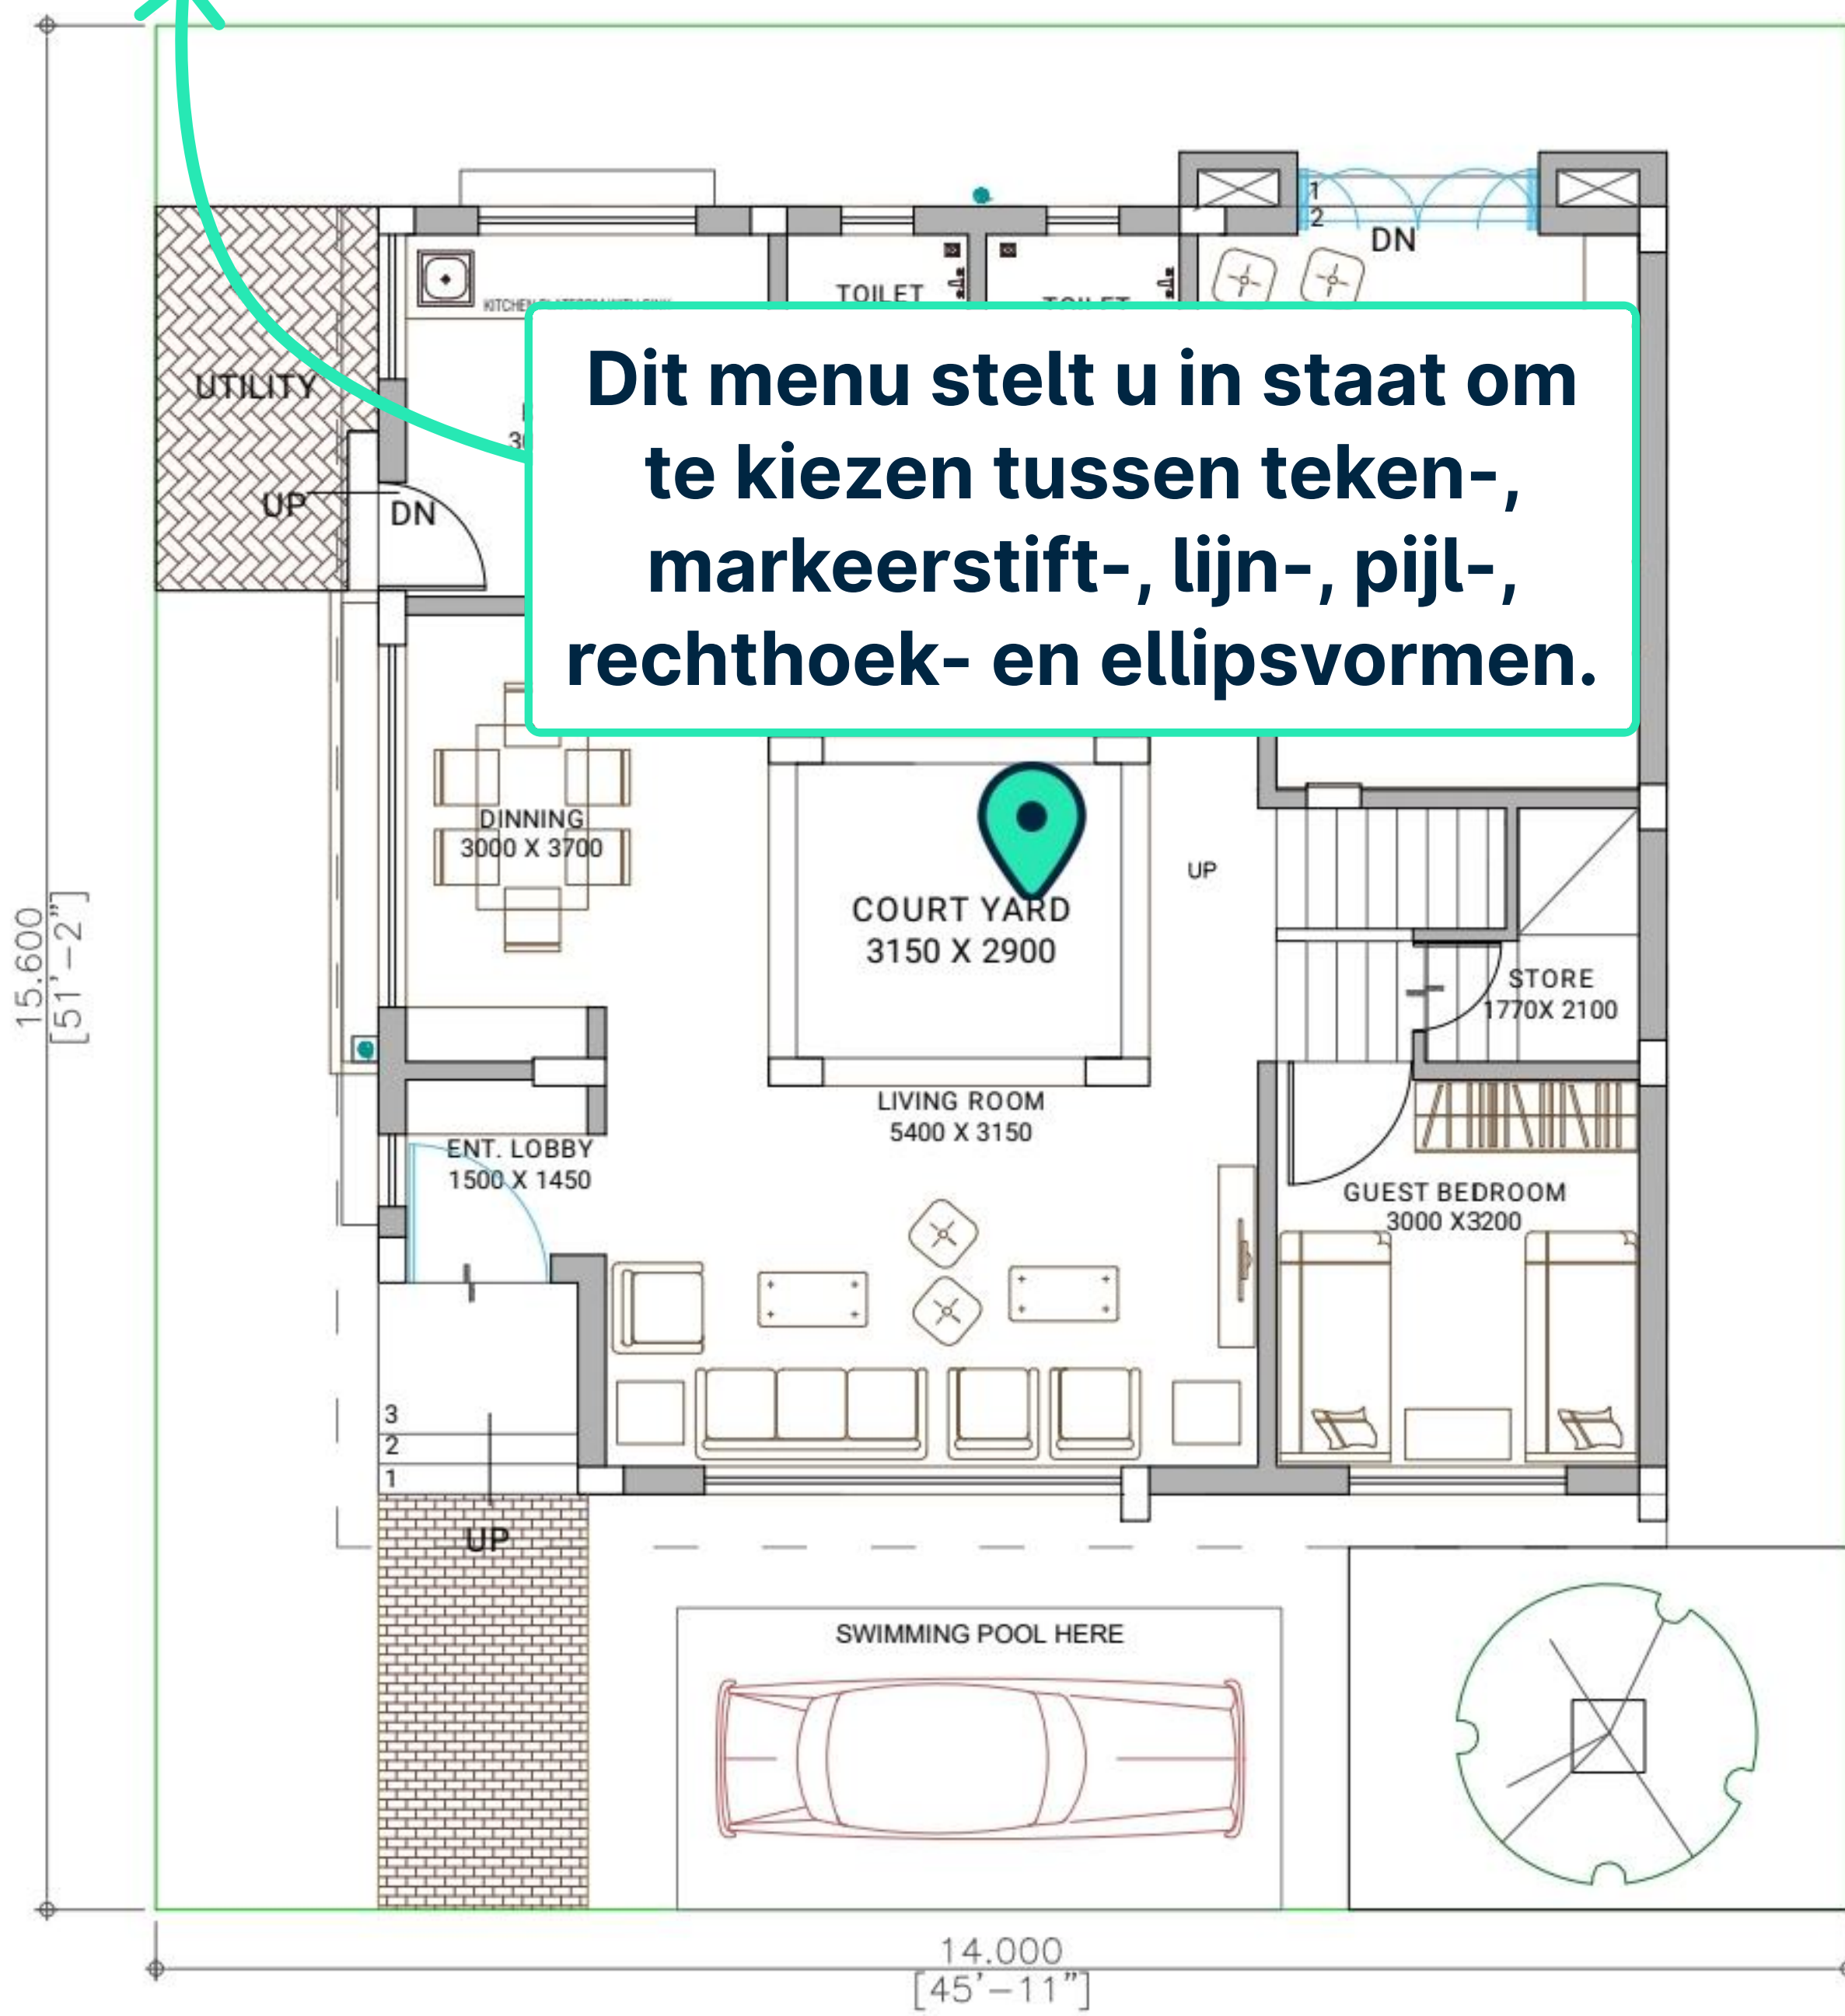 1
2
DN
TOILET
UTILITY
Dit menu stelt u in staat om
te kiezen tussen teken-,
markeerstift-, lijn-, pijl-,
rechthoek- en ellipsvormen.
UP
DN
DINNING
3000 X 3700
UP
COURT YARD
3150 X 2900
15.600
[51'-2"]
STORE
1770X 2100
LIVING ROOM
5400 X 3150
ENT. LOBBY
1500 X 1450
GUEST BEDROOM
3000 X3200
3
2
1
UP
SWIMMING POOL HERE
14.000
[45'-11"]